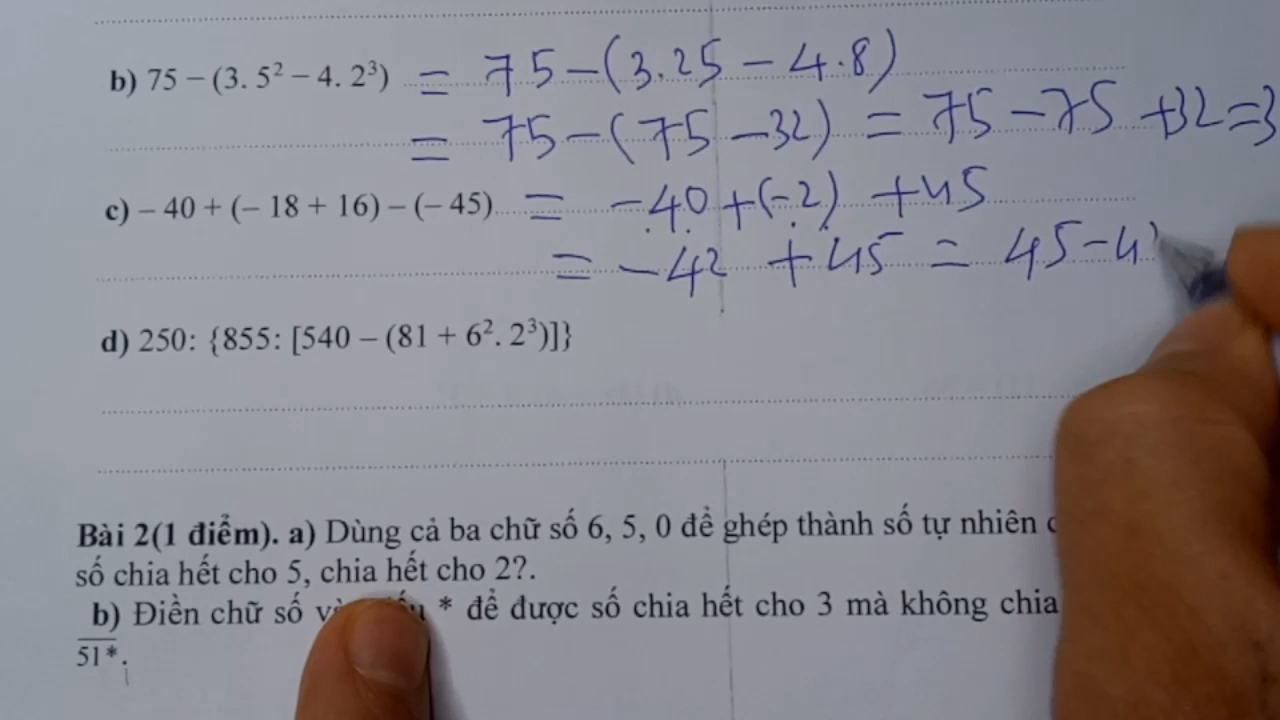 b) 75 – (3. 5² – 4. 2³) = 75 – (3.25 – 4.8)
= 75 – (75 – 32) = 75 – 75 + 32 = 3
c) – 40 + (– 18 + 16) – (– 45) = – 40 + (-2) + 45
= – 42 + 45 = 45 – 4
d) 250: {855: [540 – (81 + 6². 2³)]}
Bài 2(1 điểm). a) Dùng cả ba chữ số 6, 5, 0 để ghép thành số tự nhiên
số chia hết cho 5, chia hết cho 2?.
b) Điền chữ số * để được số chia hết cho 3 mà không chia
51*.